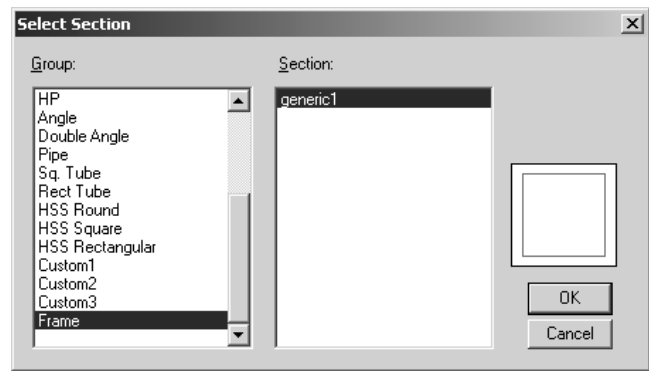 Select Section
Group:
HP
Angle
Double Angle
Pipe
Sq. Tube
Rect Tube
HSS Round
HSS Square
HSS Rectangular
Custom1
Custom2
Custom3
Frame
Section:
generic1
OK
Cancel